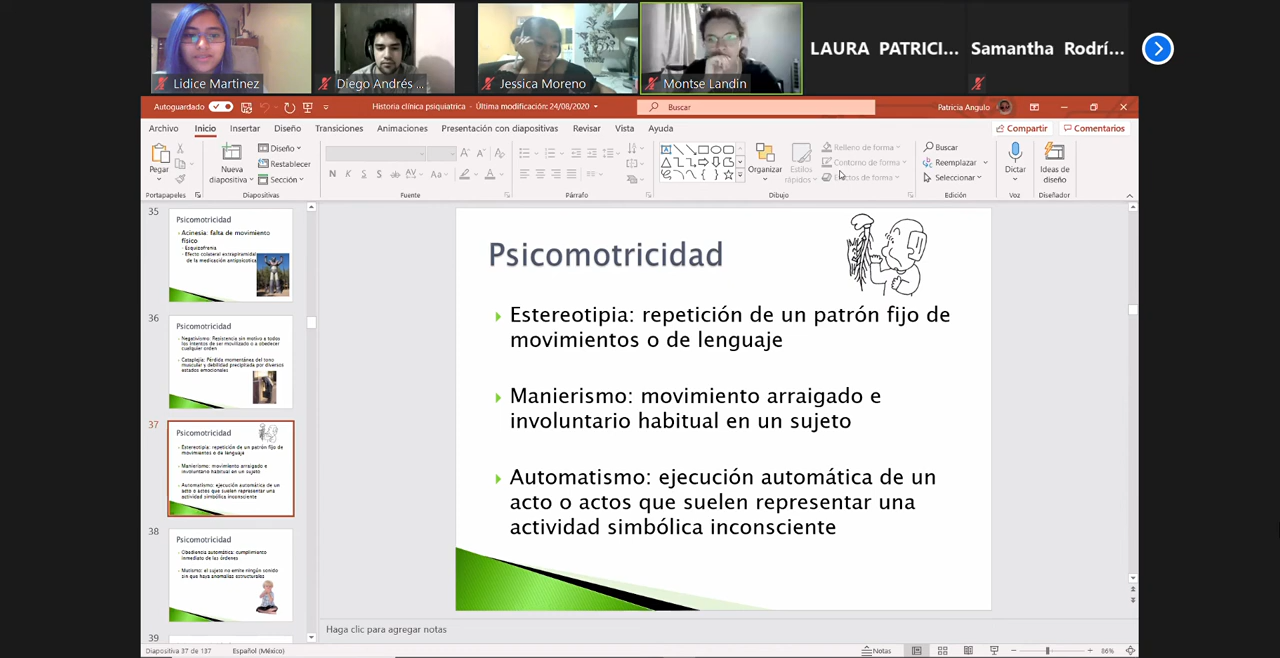 Lidice Martinez
Diego Andrés ...
Jessica Moreno
Montse Landin
LAURA PATRICI...
Samantha Rodrí...
Autoguardado
Historia clínica psiquiatrica - Última modificación: 24/08/2020
Buscar
Patricia Angulo
Archivo Inicio Insertar Diseño Transiciones Animaciones Presentación con diapositivas Revisar Vista Ayuda
Compartir Comentarios
Pegar
Portapapeles
Nueva
diapositiva
Diseño
Restablecer
Sección
Diapositivas
N K S S ab AV Aa A
Fuente
Párrafo
Organizar
Estilos
rápidos
Relleno de forma
Contorno de forma
Efectos de forma
Dibujo
Buscar
Reemplazar
Seleccionar
Edición
Dictar
Voz
Ideas de
diseño
Diseñador
35
Psicomotricidad
Acinesia: falta de movimiento
físico
Esquizofrenia
Efecto colateral extrapiramidal
de la medicación antipsicótica
36
Psicomotricidad
Negativismo: Resistencia sin motivo a todos
los intentos de ser movilizado o a obedecer
cualquier orden
Cataplejía: Pérdida momentánea del tono
muscular y debilidad precipitada por diversos
estados emocionales
37
Psicomotricidad
Estereotipia: repetición de un patrón fijo de
movimientos o de lenguaje
Manierismo: movimiento arraigado e
involuntario habitual en un sujeto
Automatismo: ejecución automática de un
acto o actos que suelen representar una
actividad simbólica inconsciente
38
Psicomotricidad
Obediencia automática: cumplimiento
inmediato de las órdenes
Mutismo: el sujeto no emite ningún sonido
sin que haya anomalías estructurales
39
Psicomotricidad
Estereotipia: repetición de un patrón fijo de
movimientos o de lenguaje
Manierismo: movimiento arraigado e
involuntario habitual en un sujeto
Automatismo: ejecución automática de un
acto o actos que suelen representar una
actividad simbólica inconsciente
Haga clic para agregar notas
Diapositiva 37 de 137 Español (México)
Notas
86%